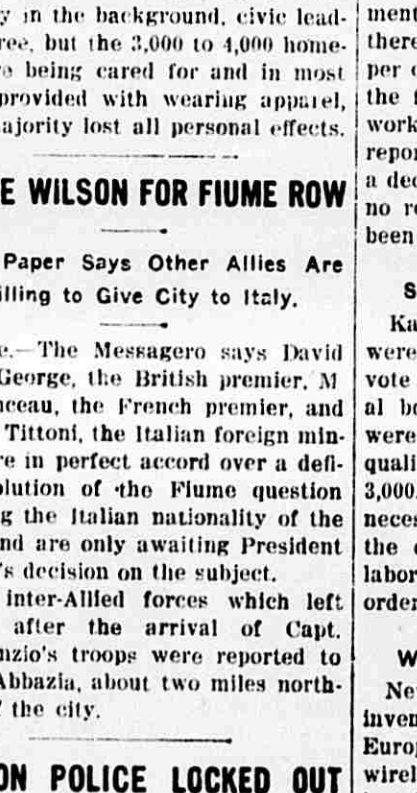 y in the background, civic lead-
ree, but the 3,000 to 4,000 home-
e being cared for and in most
provided with wearing apparel,
ajority lost all personal effects.
E WILSON FOR FIUME ROW
Paper Says Other Allies Are
illing to Give City to Italy.
e.—The Messagero says David
George, the British premier, M
nceau, the French premier, and
Tittoni, the Italian foreign min-
re in perfect accord over a defi-
olution of the Fiume question
g the Italian nationality of the
nd are only awaiting President
's decision on the subject.
inter-Allied forces which left
after the arrival of Capt.
nzio's troops were reported to
Abbazia, about two miles north-
f the city.
ON POLICE LOCKED OUT
ment
there
per c
the f
work
repor
a dec
no re
been
S
Ka
were
vote
al bo
were
quali
3,000.
neces
the c
labor
order
W
Ne
inven
Europ
wirel